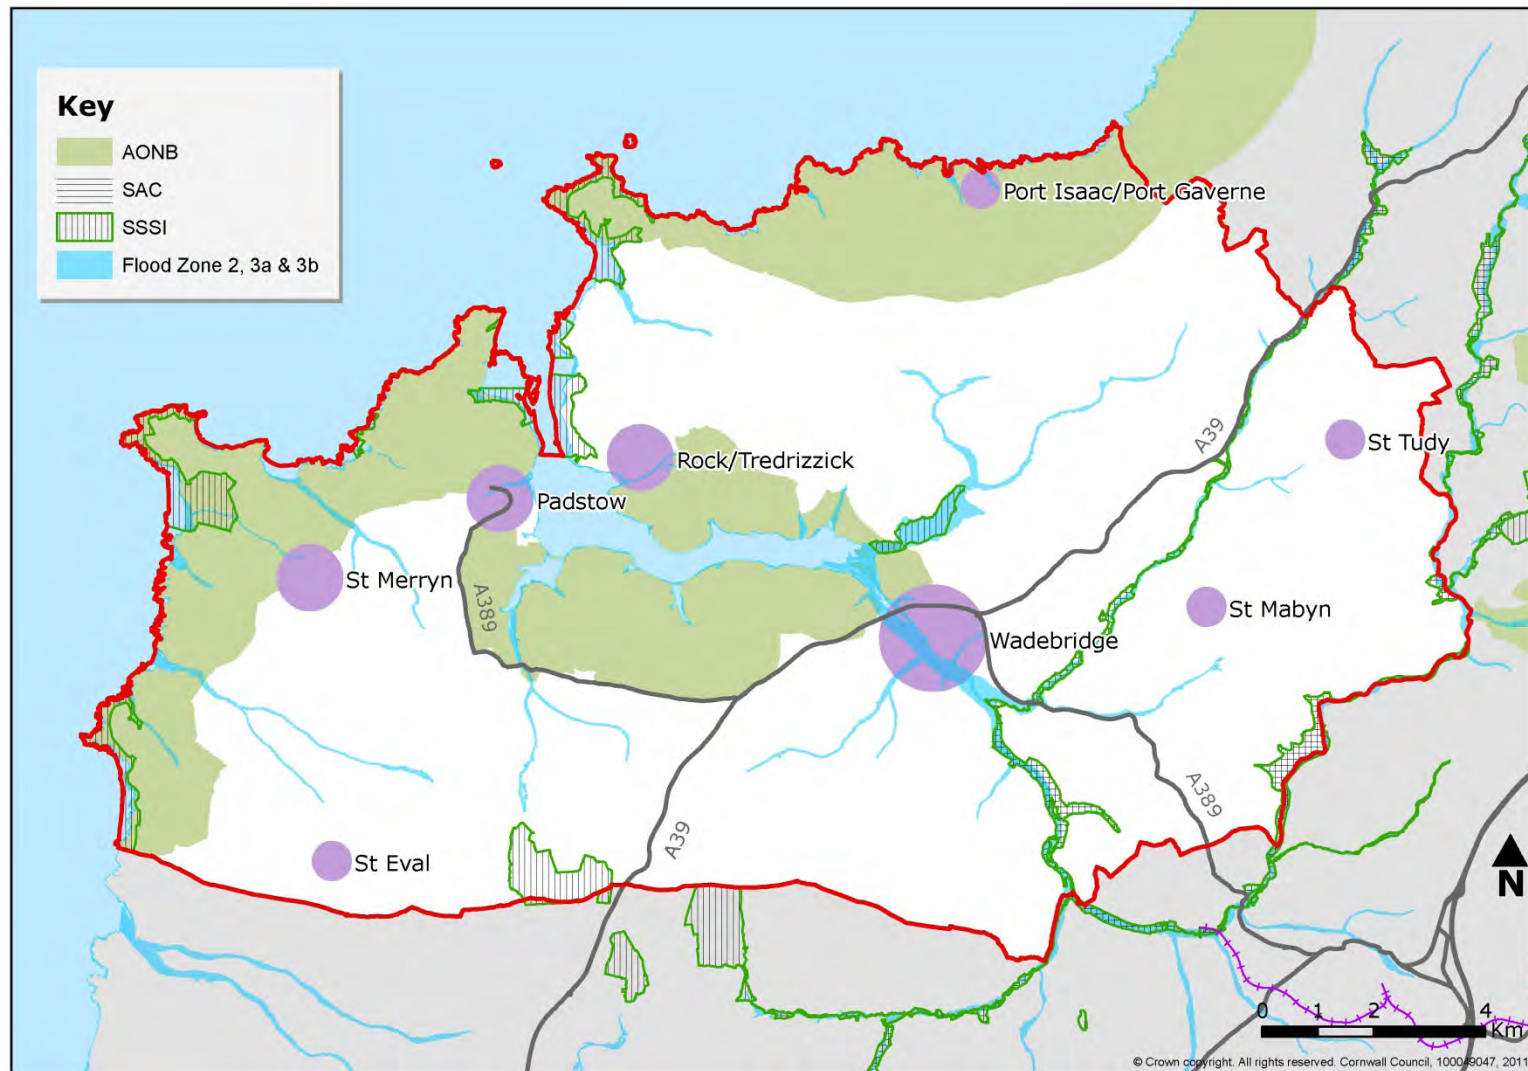 Key
AONB
SAC
SSSI
Flood Zone 2, 3a & 3b
Port Isaac/Port Gaverne
A39
St Tudy
Rock/Tredrizzick
Padstow
St Merryn
A389
St Mabyn
Wadebridge
A389
A39
St Eval
N
0 1 2 4
Km
© Crown copyright. All rights reserved. Cornwall Council, 100049047, 2011